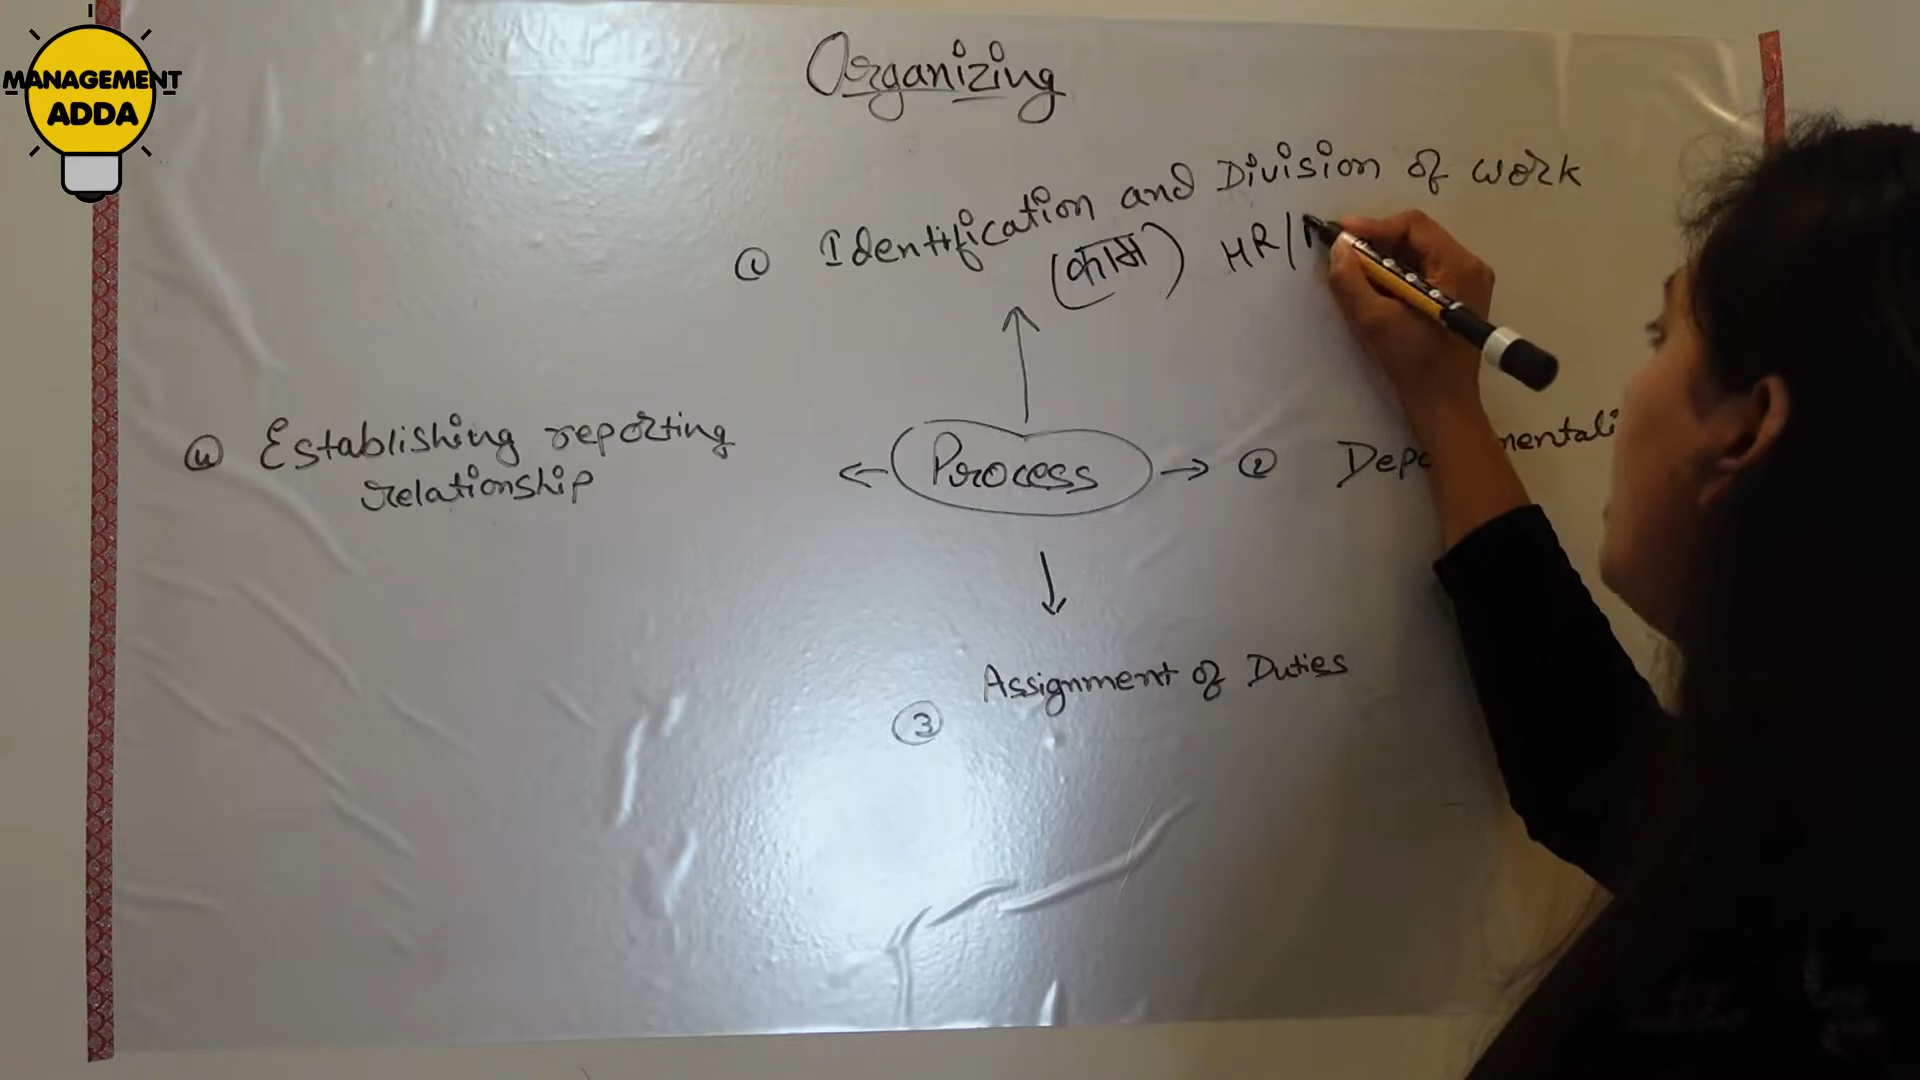 MANAGEMENT
ADDA
Organizing
① Identification and Division of work
(काम) HR/
④ Establishing reporting
relationship
Process
②
Assignment of Duties
③